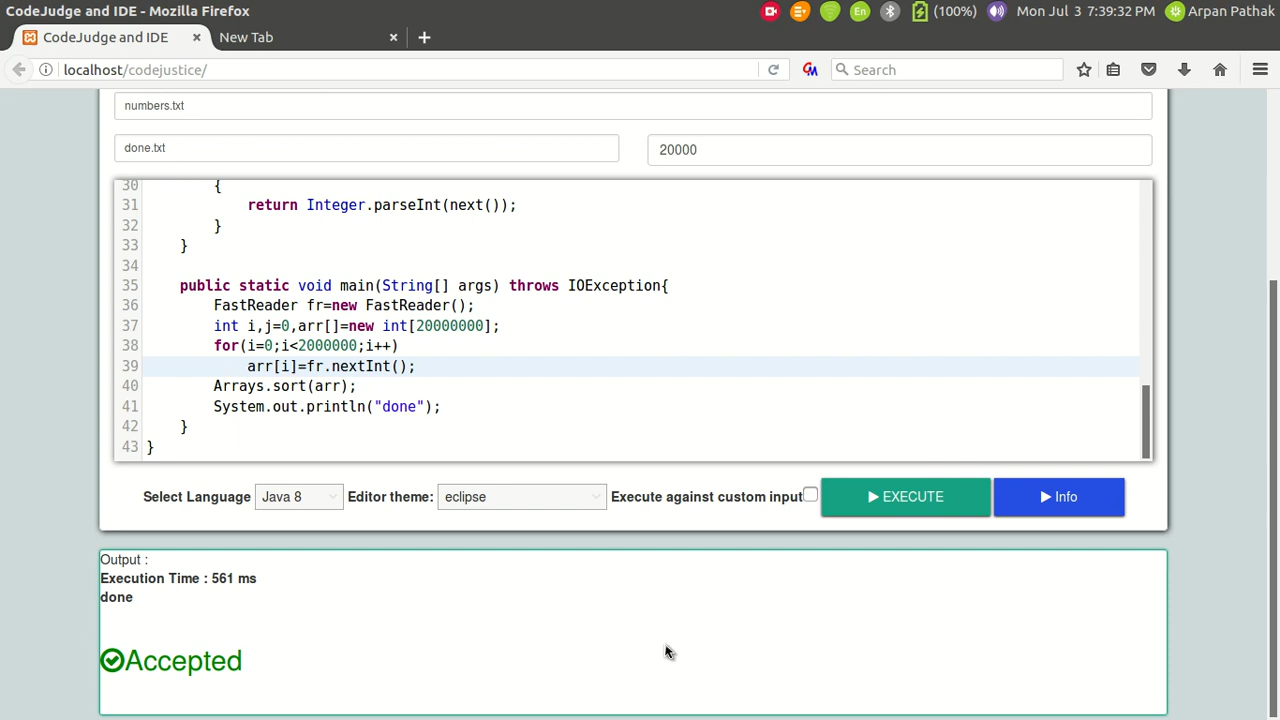 CodeJudge and IDE - Mozilla Firefox
En
(100%)
Mon Jul 3 7:39:32 PM
Arpan Pathak
CodeJudge and IDE
New Tab
localhost/codejustice/
Search
numbers.txt
done.txt
20000
30 {
31 return Integer.parseInt(next());
32 }
33 }
34
35 public static void main(String[] args) throws IOException{
36 FastReader fr=new FastReader();
37 int i,j=0,arr[]=new int[20000000];
38 for(i=0;i<2000000;i++)
39 arr[i]=fr.nextInt();
40 Arrays.sort(arr);
41 System.out.println("done");
42 }
43 }
Select Language Java 8 Editor theme: eclipse Execute against custom input EXECUTE Info
Output :
Execution Time : 561 ms
done
Accepted